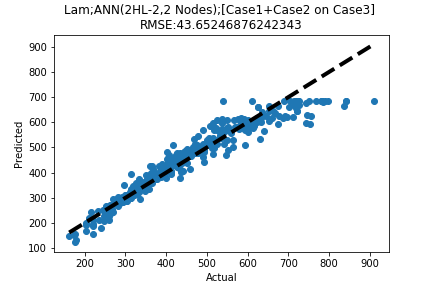 Lam;ANN(2HL-2,2 Nodes);[Case1+Case2 on Case3]
RMSE:43.65246876242343
900
800
700
600
500
400
300
200
100
Predicted
200 300 400 500 600 700 800 900
Actual